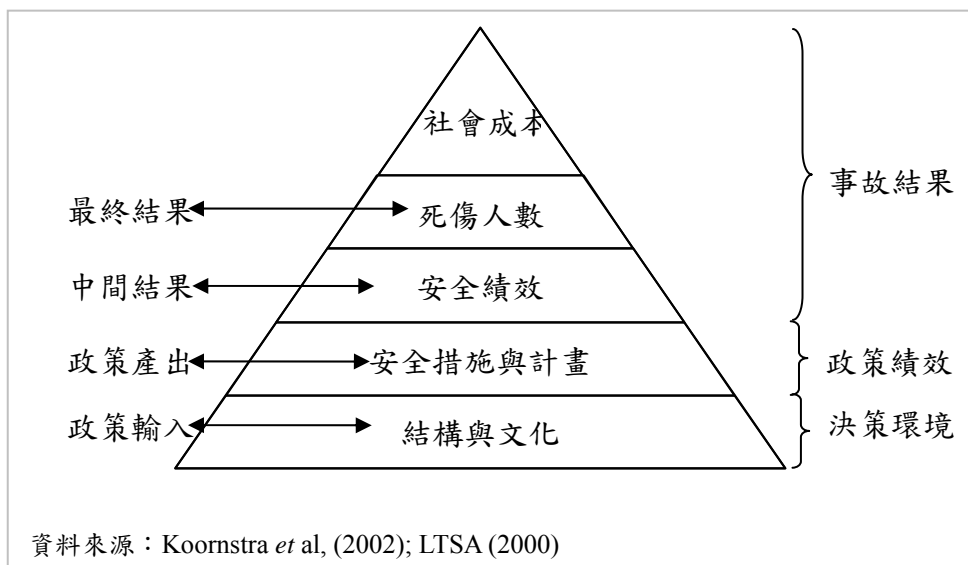 社會成本
事故結果
最終結果
死傷人數
中間結果
安全績效
政策產出
安全措施與計畫
政策績效
政策輸入
結構與文化
決策環境
資料來源：Koornstra et al, (2002); LTSA (2000)